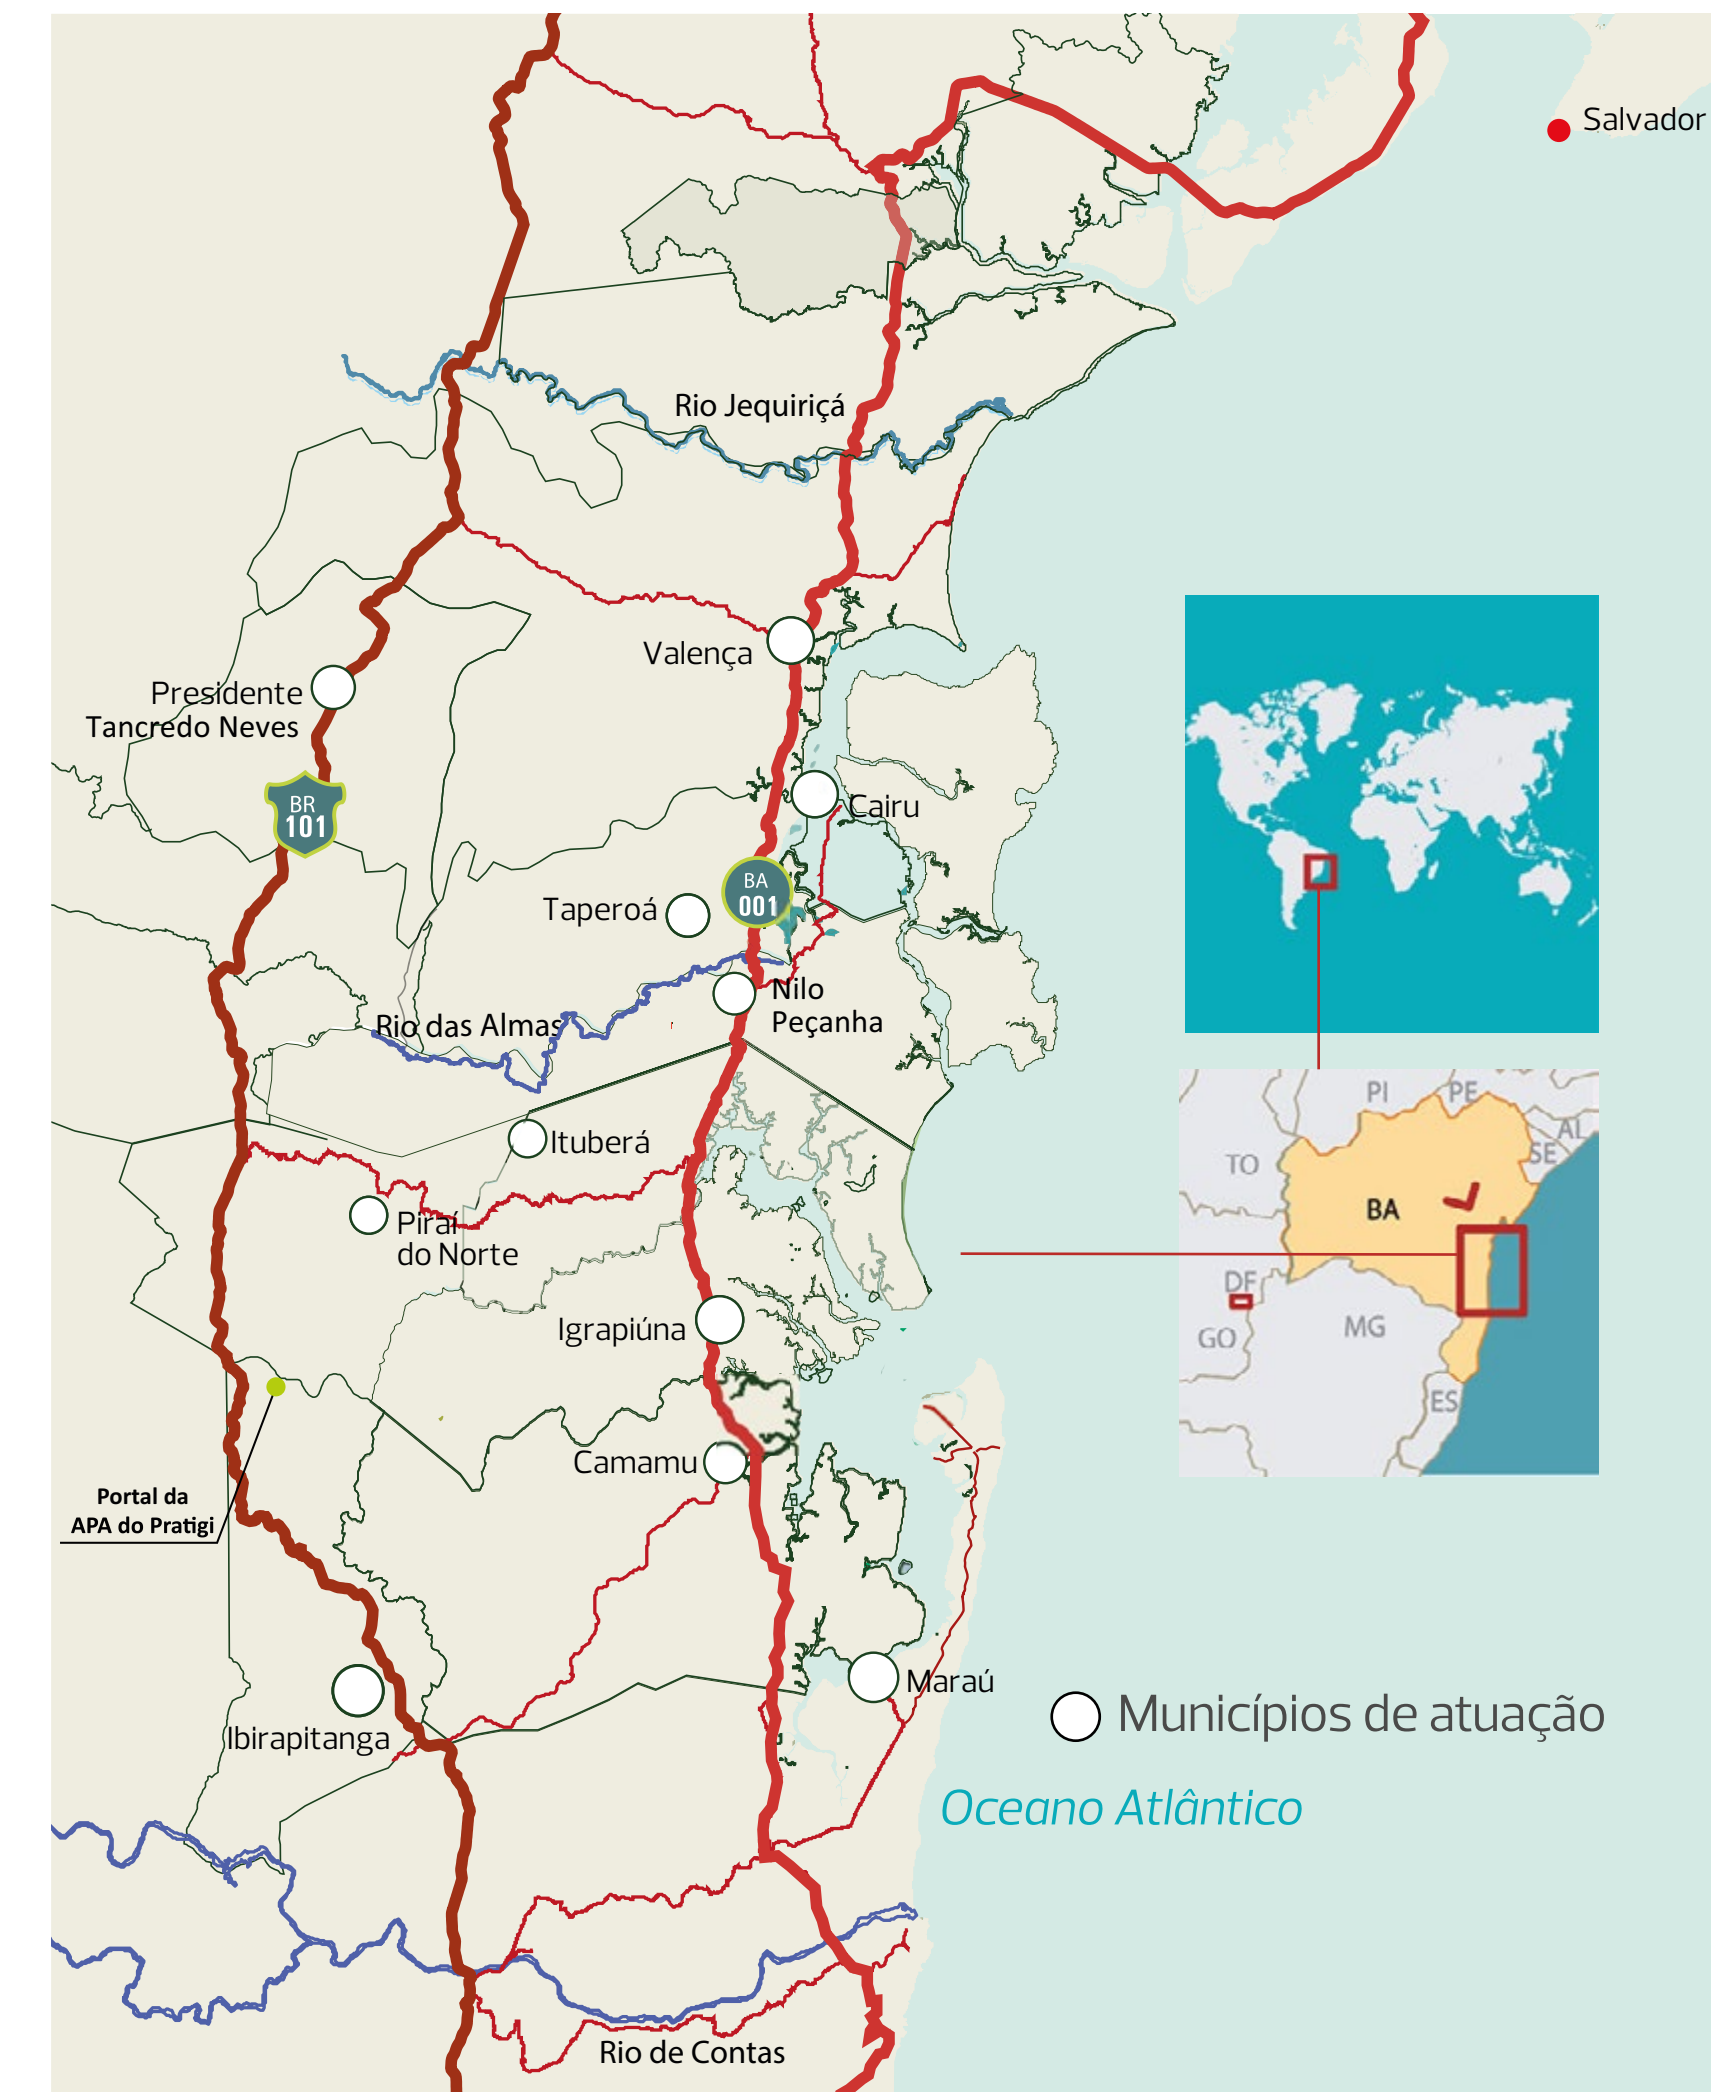 Salvador
Rio Jequiriçá
Valença
Presidente
Tancredo Neves
BR
101
Cairu
BA
001
Taperoá
Nilo
Peçanha
Rio das Almas
Ituberá
Piraí
do Norte
Igrapiúna
Camamu
Portal da
APA do Pratigi
Maraú
Ibirapitanga
Municípios de atuação
Oceano Atlântico
Rio de Contas
PI
PE
AL
SE
TO
BA
DF
GO
MG
ES